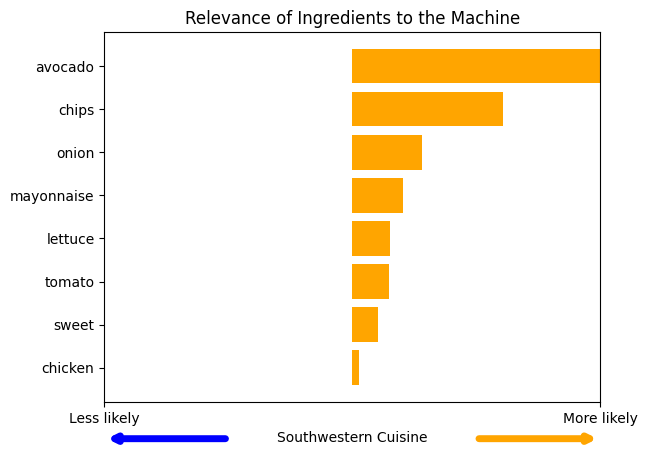 Relevance of Ingredients to the Machine
avocado
chips
onion
mayonnaise
lettuce
tomato
sweet
chicken
Less likely
More likely
Southwestern Cuisine